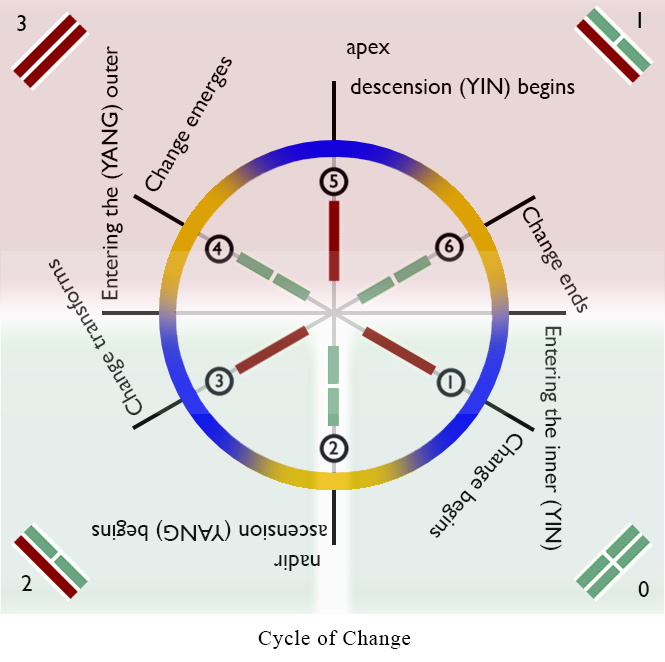 3
1
apex
descension (YIN) begins
Change emerges
Entering the (YANG) outer
5
4
6
Change ends
Change transforms
3
1
Entering the inner (YIN)
2
Change begins
ascension (YANG) begins
nadir
2
0
Cycle of Change